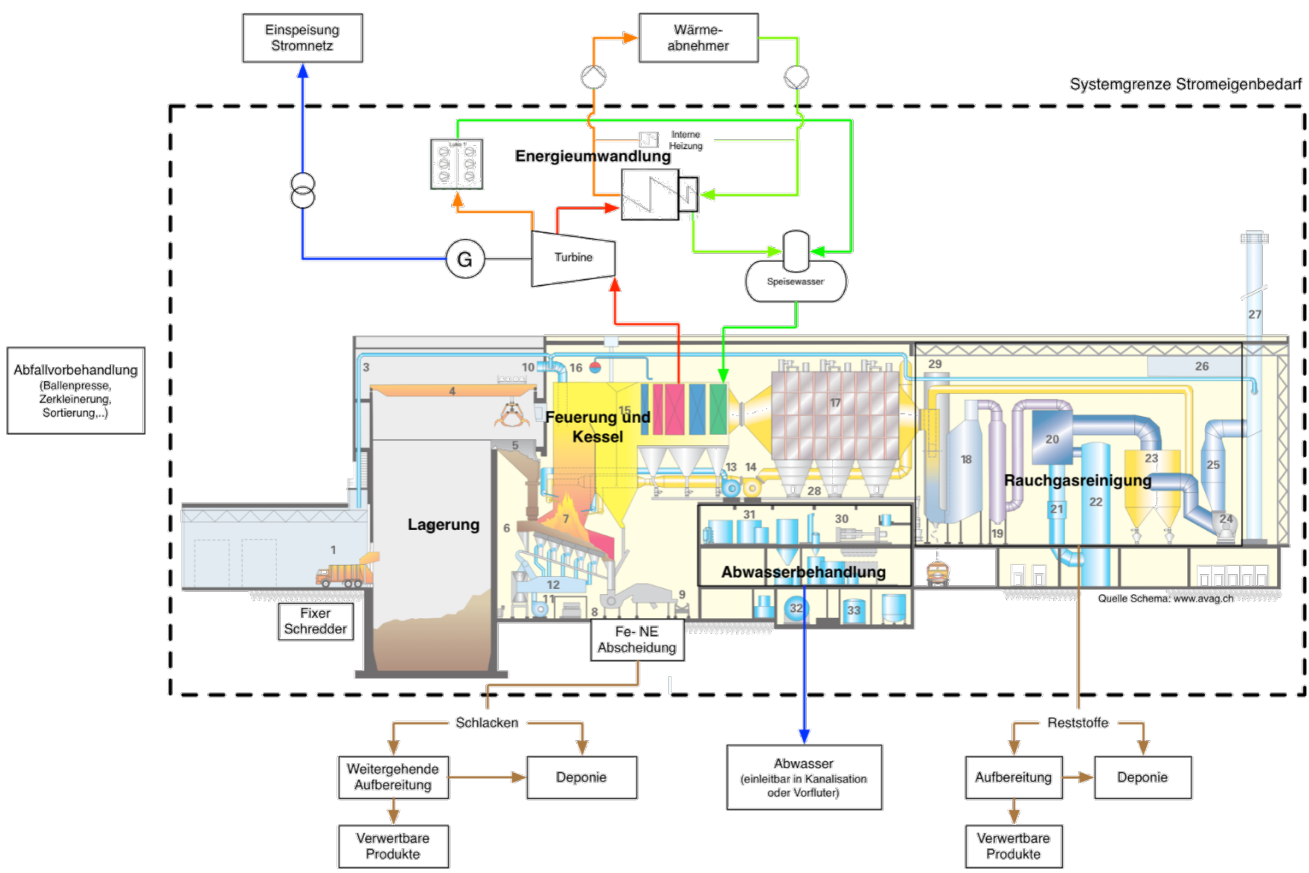 Einspeisung
Stromnetz
Wärme-
abnehmer
Systemgrenze Stromeigenbedarf
Interne
Heizung
Energieumwandlung
G
Turbine
Speisewasser
Abfallvorbehandlung
(Ballenpresse,
Zerkleinerung,
Sortierung,..)
3
4
10
16
15
Feuerung und
Kessel
17
29
26
27
5
13
14
28
18
19
20
21
22
23
24
25
Rauchgasreinigung
Lagerung
6
7
31
30
1
12
11
8
9
Abwasserbehandlung
32
33
Quelle Schema: www.avag.ch
Fixer
Schredder
Fe- NE
Abscheidung
Schlacken
Weitergehende
Aufbereitung
Deponie
Verwertbare
Produkte
Abwasser
(einleitbar in Kanalisation
oder Vorfluter)
Reststoffe
Aufbereitung
Deponie
Verwertbare
Produkte